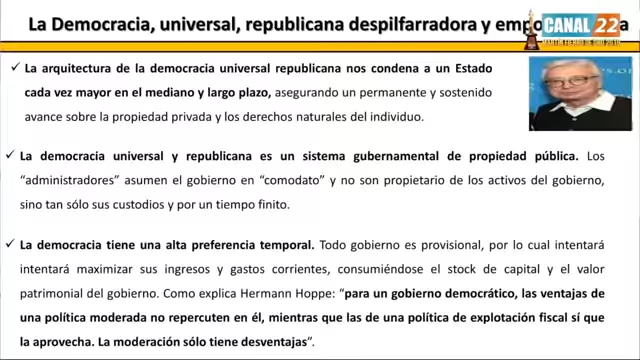 La Democracia, universal, republicana despilfarradora y
CANAL 22
MARTÍN FIERRO DE ORO 2019
✓ La arquitectura de la democracia universal republicana nos condena a un Estado
cada vez mayor en el mediano y largo plazo, asegurando un permanente y sostenido
avance sobre la propiedad privada y los derechos naturales del individuo.
✓ La democracia universal y republicana es un sistema gubernamental de propiedad pública. Los
“administradores” asumen el gobierno en “comodato” y no son propietario de los activos del gobierno,
sino tan sólo sus custodios y por un tiempo finito.
✓ La democracia tiene una alta preferencia temporal. Todo gobierno es provisional, por lo cual intentará
intentará maximizar sus ingresos y gastos corrientes, consumiéndose el stock de capital y el valor
patrimonial del gobierno. Como explica Hermann Hoppe: “para un gobierno democrático, las ventajas de
una política moderada no repercuten en él, mientras que las de una política de explotación fiscal sí que
la aprovecha. La moderación sólo tiene desventajas”.